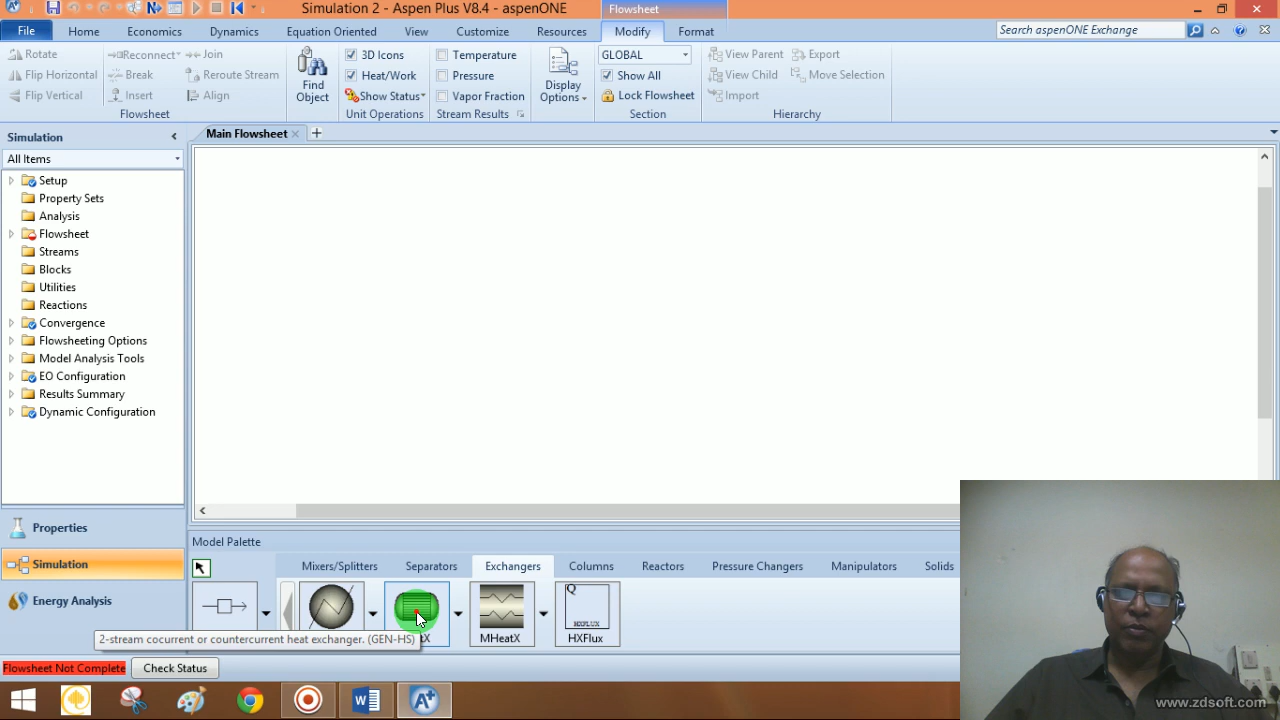 Simulation 2 - Aspen Plus V8.4 - aspenONE
Flowsheet
File Home Economics Dynamics Equation Oriented View Customize Resources Modify Format Search aspenONE Exchange
Rotate Reconnect Join
Flip Horizontal Break Reroute Stream
Flip Vertical Insert Align
Flowsheet
Find
Object
3D Icons
Heat/Work
Show Status
Unit Operations
Temperature
Pressure
Vapor Fraction
Stream Results
Display
Options
GLOBAL
Show All
Lock Flowsheet
Section
View Parent Export
View Child Move Selection
Import
Hierarchy
Simulation
All Items
Setup
Property Sets
Analysis
Flowsheet
Streams
Blocks
Utilities
Reactions
Convergence
Flowsheeting Options
Model Analysis Tools
EO Configuration
Results Summary
Dynamic Configuration
Properties
Simulation
Energy Analysis
Main Flowsheet
Model Palette
Mixers/Splitters Separators Exchangers Columns Reactors Pressure Changers Manipulators Solids
Q
HXFLUX
MHeatX HXFlux
2-stream cocurrent or countercurrent heat exchanger. (GEN-HS)
Flowsheet Not Complete Check Status
www.zdsoft.com